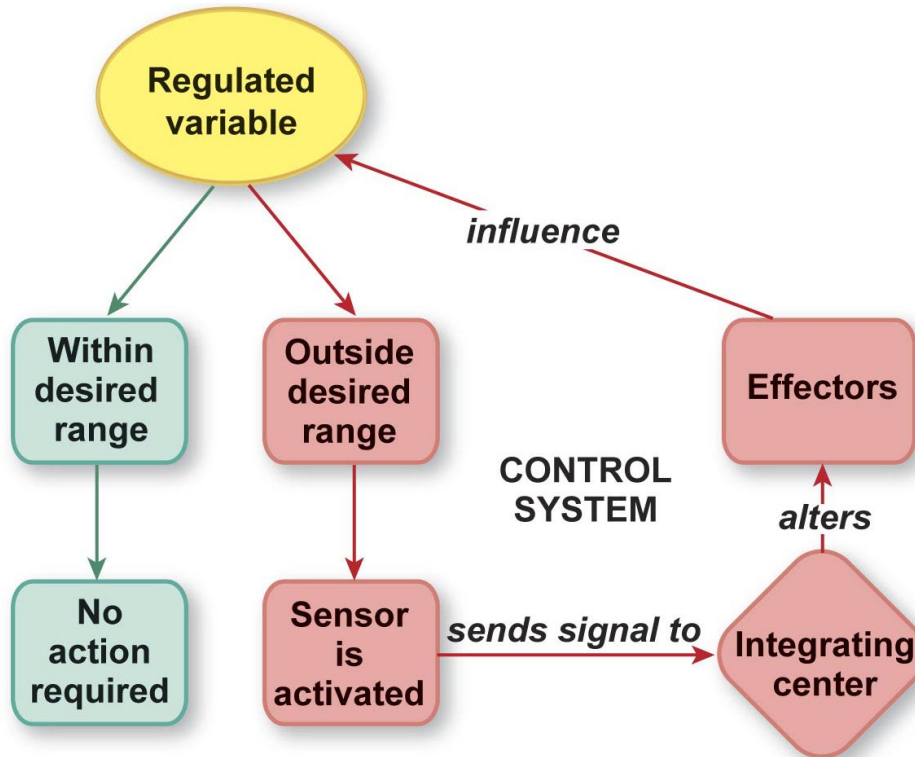 Regulated
variable
influence
Within
desired
range
Outside
desired
range
Effectors
CONTROL
SYSTEM
alters
No
action
required
Sensor
is
activated
sends signal to
Integrating
center